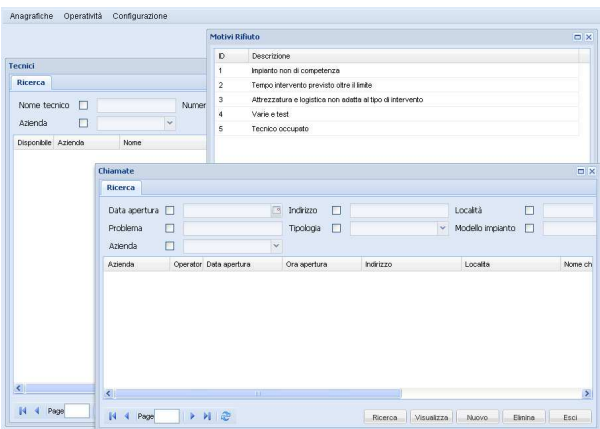 Anagrafiche Operatività Configurazione
Motivi Rifiuto
ID Descrizione
1 Impianto non di competenza
2 Tempo intervento previsto oltre il limite
3 Attrezzatura e logistica non adatta al tipo di intervento
4 Varie e test
5 Tecnico occupato
Tecnici
Ricerca
Nome tecnico Numer
Azienda
Disponibile Azienda Nome
Page
Chiamate
Ricerca
Data apertura Indirizzo Località
Problema Tipologia Modello impianto
Azienda
Azienda Operator Data apertura Ora apertura Indirizzo Localita Nome ch
Page Ricerca Visualizza Nuovo Elimina Esci